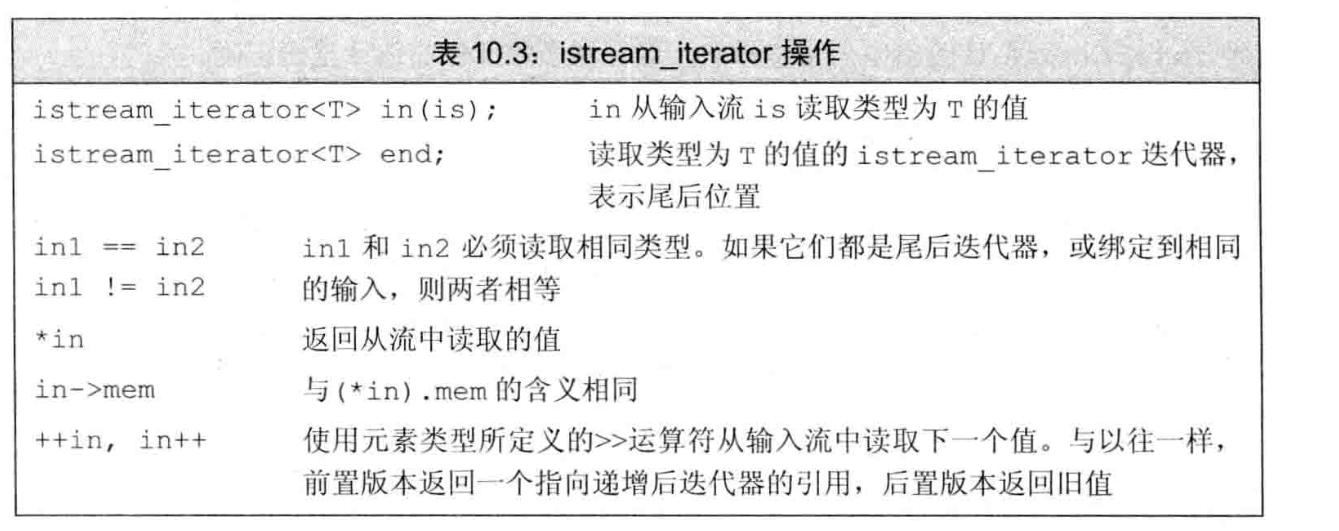 表 10.3：istream_iterator 操作
istream_iterator<T> in(is); in 从输入流 is 读取类型为 T 的值
istream_iterator<T> end; 读取类型为 T 的值的 istream_iterator 迭代器，
表示尾后位置
in1 == in2 in1 和 in2 必须读取相同类型。如果它们都是尾后迭代器，或绑定到相同
in1 != in2 的输入，则两者相等
*in 返回从流中读取的值
in->mem 与(*in).mem 的含义相同
++in, in++ 使用元素类型所定义的>>运算符从输入流中读取下一个值。与以往一样，
前置版本返回一个指向递增后迭代器的引用，后置版本返回旧值